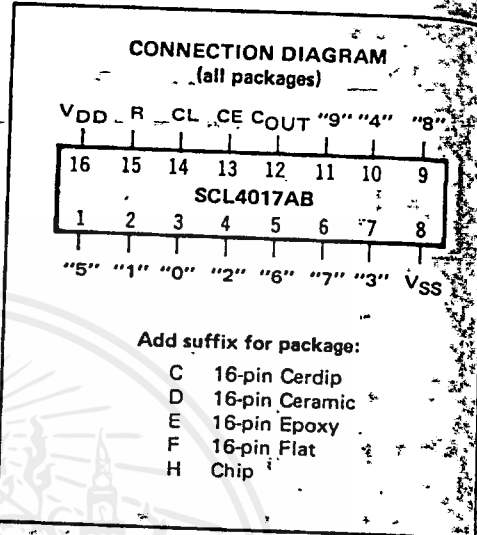 CONNECTION DIAGRAM
(all packages)
VDD R CL CE COUT "9" "4" "8"
16 15 14 13 12 11 10 9
SCL4017AB
1 2 3 4 5 6 7 8
"5" "1" "0" "2" "6" "7" "3" VSS
Add suffix for package:
C 16-pin Cerdip
D 16-pin Ceramic
E 16-pin Epoxy
F 16-pin Flat
H Chip